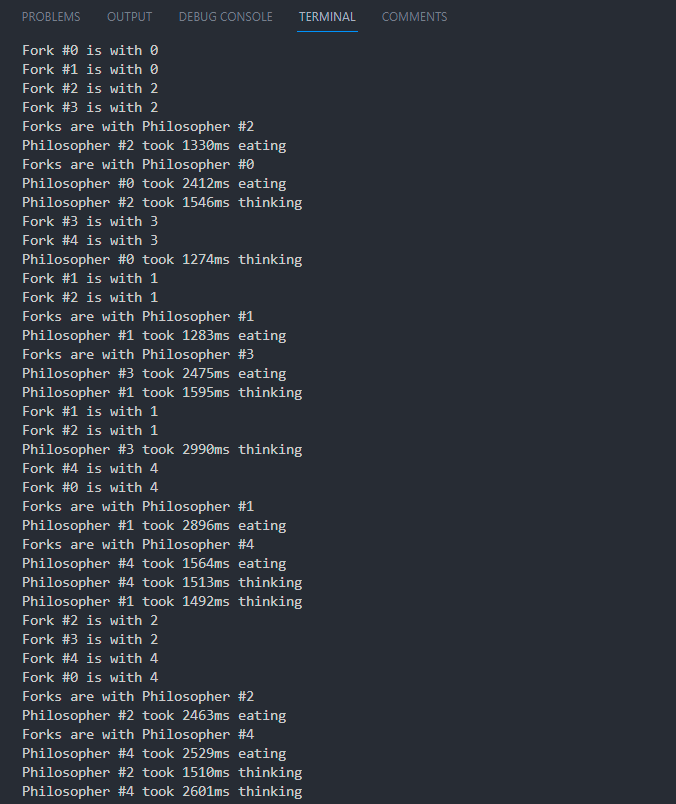 PROBLEMS OUTPUT DEBUG CONSOLE TERMINAL COMMENTS
Fork #0 is with 0
Fork #1 is with 0
Fork #2 is with 2
Fork #3 is with 2
Forks are with Philosopher #2
Philosopher #2 took 1330ms eating
Forks are with Philosopher #0
Philosopher #0 took 2412ms eating
Philosopher #2 took 1546ms thinking
Fork #3 is with 3
Fork #4 is with 3
Philosopher #0 took 1274ms thinking
Fork #1 is with 1
Fork #2 is with 1
Forks are with Philosopher #1
Philosopher #1 took 1283ms eating
Forks are with Philosopher #3
Philosopher #3 took 2475ms eating
Philosopher #1 took 1595ms thinking
Fork #1 is with 1
Fork #2 is with 1
Philosopher #3 took 2990ms thinking
Fork #4 is with 4
Fork #0 is with 4
Forks are with Philosopher #1
Philosopher #1 took 2896ms eating
Forks are with Philosopher #4
Philosopher #4 took 1564ms eating
Philosopher #4 took 1513ms thinking
Philosopher #1 took 1492ms thinking
Fork #2 is with 2
Fork #3 is with 2
Fork #4 is with 4
Fork #0 is with 4
Forks are with Philosopher #2
Philosopher #2 took 2463ms eating
Forks are with Philosopher #4
Philosopher #4 took 2529ms eating
Philosopher #2 took 1510ms thinking
Philosopher #4 took 2601ms thinking